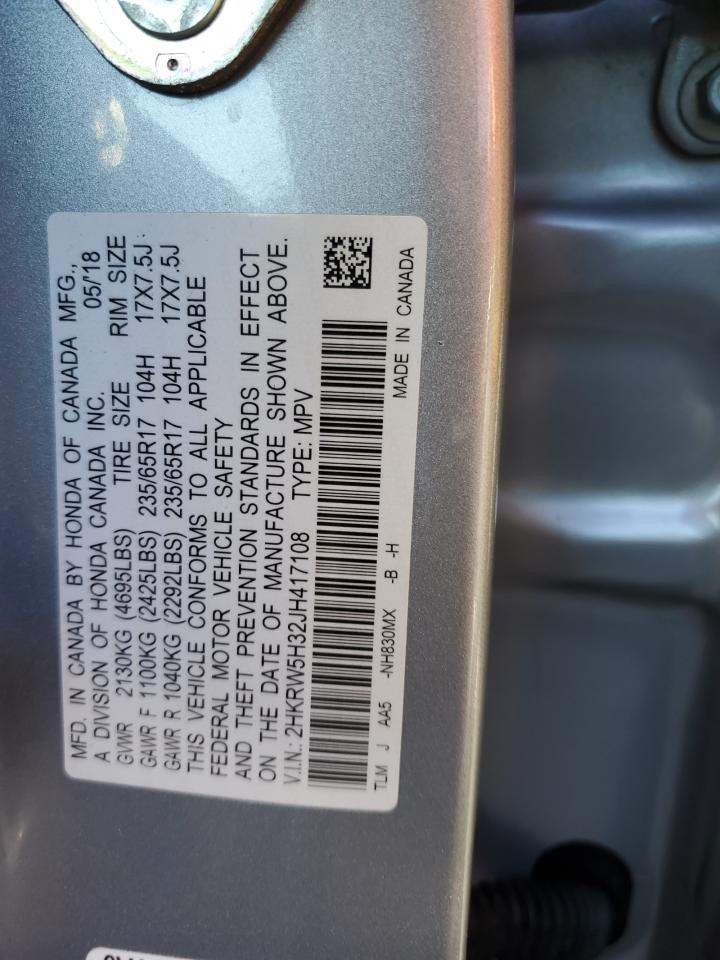 MFD. IN CANADA BY HONDA OF CANADA MFG.,
A DIVISION OF HONDA CANADA INC. 05/18
GVWR 2130KG (4695LBS) TIRE SIZE RIM SIZE
GAWR F 1100KG (2425LBS) 235/65R17 104H 17X7.5J
GAWR R 1040KG (2292LBS) 235/65R17 104H 17X7.5J
THIS VEHICLE CONFORMS TO ALL APPLICABLE
FEDERAL MOTOR VEHICLE SAFETY
AND THEFT PREVENTION STANDARDS IN EFFECT
ON THE DATE OF MANUFACTURE SHOWN ABOVE.
V.I.N.: 2HKRW5H32JH417108 TYPE: MPV
TLM J AA5 -NH830MX -B -H MADE IN CANADA